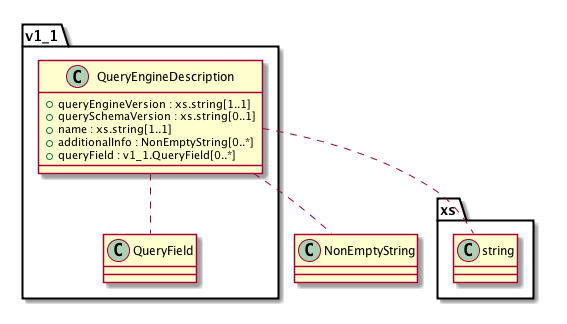 v1_1
C QueryEngineDescription
queryEngineVersion : xs.string[1..1]
querySchemaVersion : xs.string[0..1]
name : xs.string[1..1]
additionalInfo : NonEmptyString[0..*]
queryField : v1_1.QueryField[0..*]
xs
C QueryField
C NonEmptyString
C string